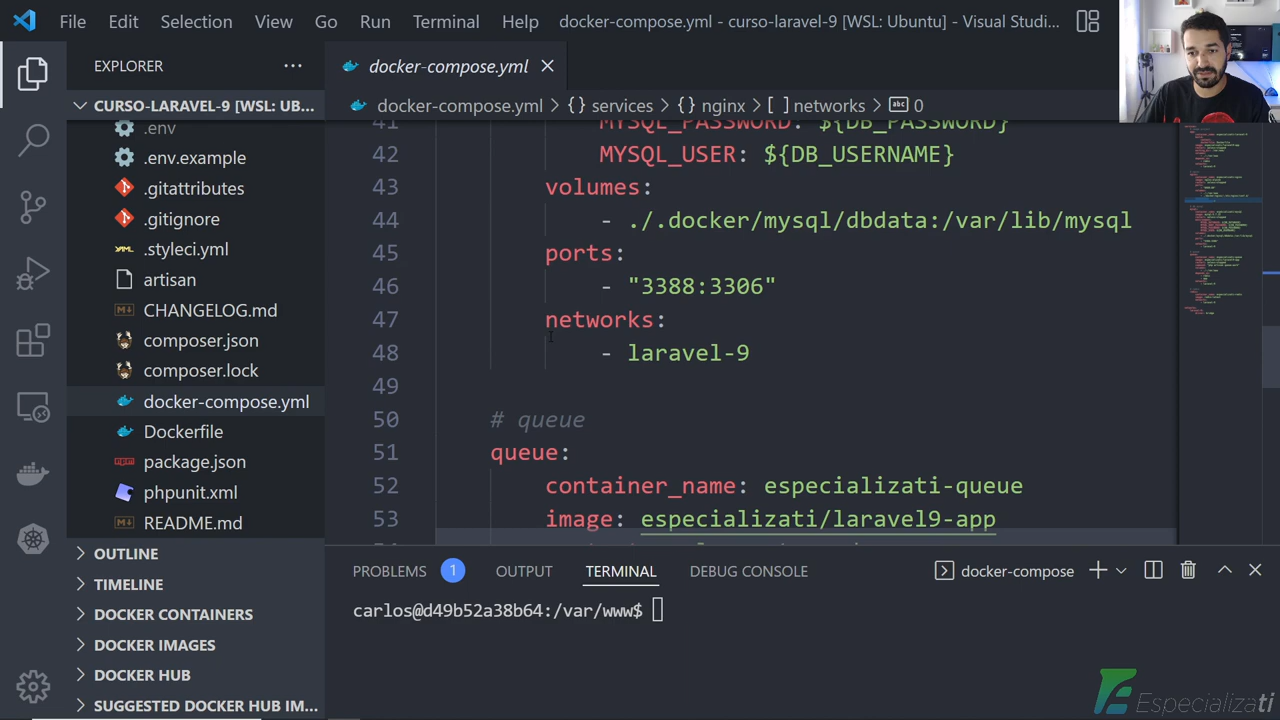 File Edit Selection View Go Run Terminal Help docker-compose.yml - curso-laravel-9 [WSL: Ubuntu] - Visual Studi...
EXPLORER
CURSO-LARAVEL-9 [WSL: UB...
.env
.env.example
.gitattributes
.gitignore
.styleci.yml
artisan
CHANGELOG.md
composer.json
composer.lock
docker-compose.yml
Dockerfile
package.json
phpunit.xml
README.md
OUTLINE
TIMELINE
DOCKER CONTAINERS
DOCKER IMAGES
DOCKER HUB
SUGGESTED DOCKER HUB IM...
docker-compose.yml
docker-compose.yml > {} services > {} nginx > [ ] networks > abc 0
41 MYSQL_PASSWORD: ${DB_PASSWORD}
42 MYSQL_USER: ${DB_USERNAME}
43 volumes:
44 - ./.docker/mysql/dbdata:/var/lib/mysql
45 ports:
46 - "3388:3306"
47 networks:
48 - laravel-9
49
50 # queue
51 queue:
52 container_name: especializati-queue
53 image: especializati/laravel9-app
PROBLEMS 1 OUTPUT TERMINAL DEBUG CONSOLE docker-compose
carlos@d49b52a38b64:/var/www$
Especializati